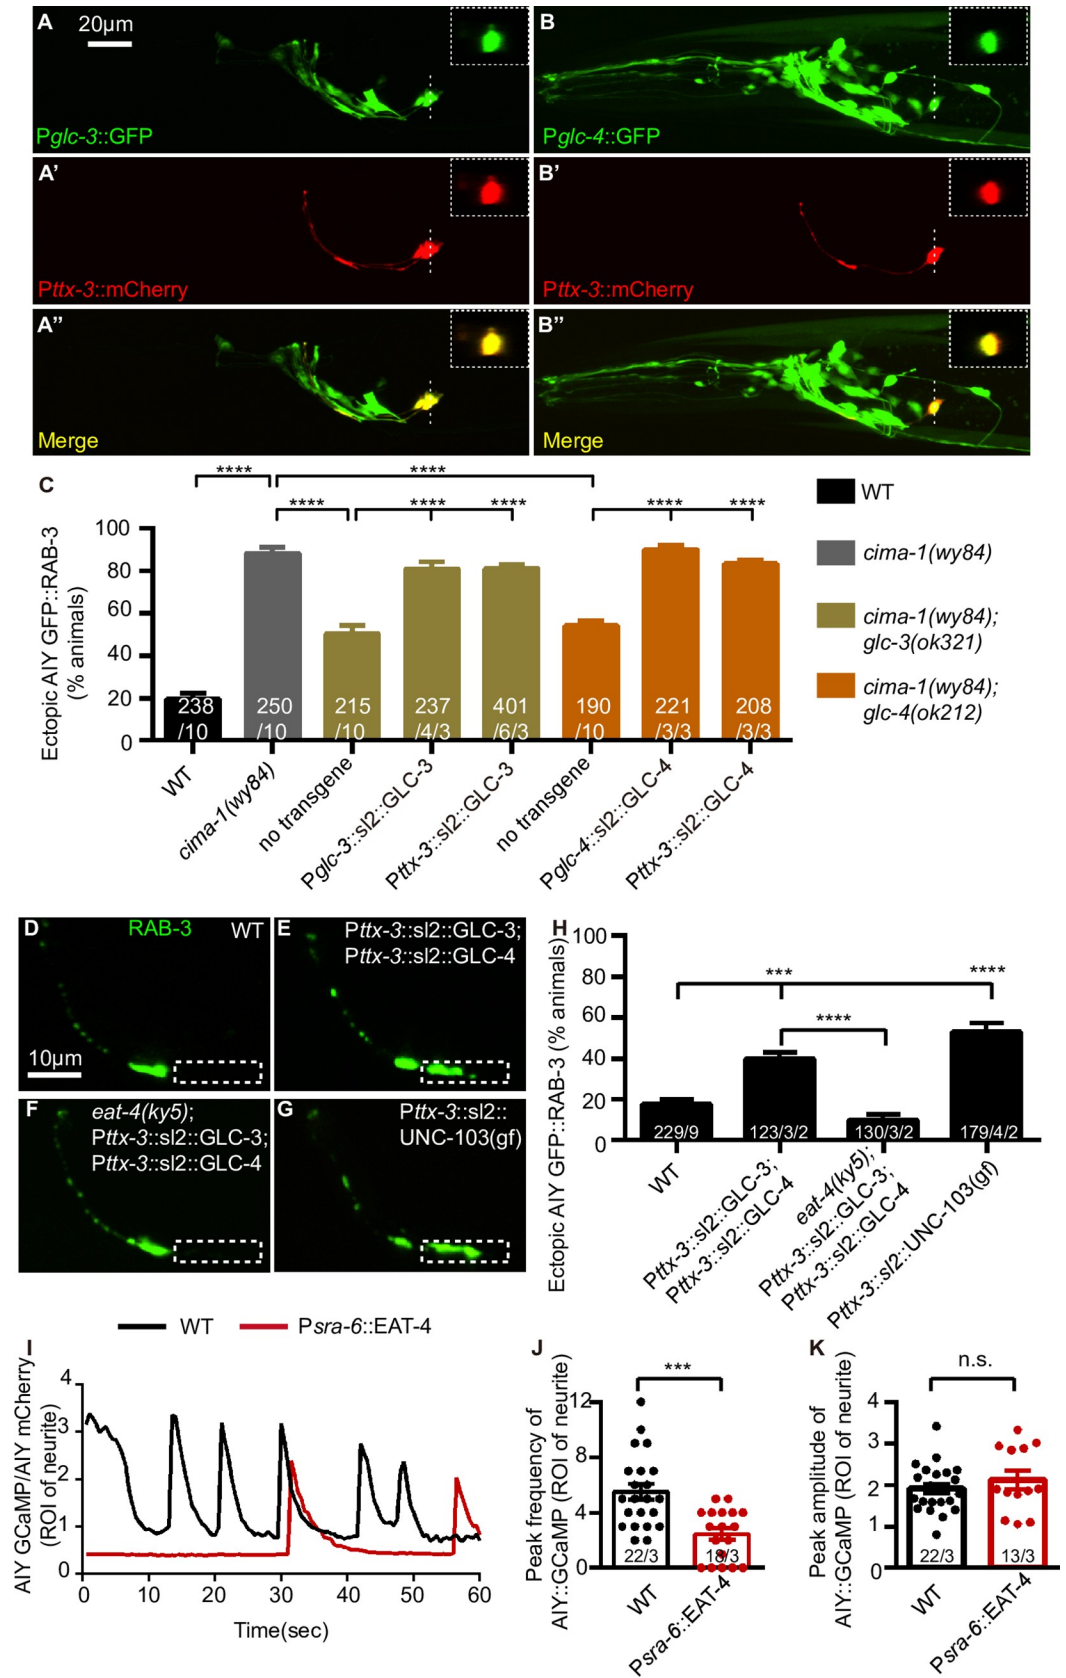 A
20μm
Pglc-3::GFP
B
Pglc-4::GFP
A’
Pttx-3::mCherry
B’
Pttx-3::mCherry
A’’
Merge
B’’
Merge
C
****
****
****
****
****
****
****
Ectopic AIY GFP::RAB-3
(% animals)
100
80
60
40
20
0
238
/10
250
/10
215
/10
237
/4/3
401
/6/3
190
/10
221
/3/3
208
/3/3
WT
cima-1(wy84)
no transgene
Pglc-3::sl2::GLC-3
Pttx-3::sl2::GLC-3
no transgene
Pglc-4::sl2::GLC-4
Pttx-3::sl2::GLC-4
WT
cima-1(wy84)
cima-1(wy84);
glc-3(ok321)
cima-1(wy84);
glc-4(ok212)
D
RAB-3
WT
10μm
E
Pttx-3::sl2::GLC-3;
Pttx-3::sl2::GLC-4
F
eat-4(ky5);
Pttx-3::sl2::GLC-3;
Pttx-3::sl2::GLC-4
G
Pttx-3::sl2::
UNC-103(gf)
H
Ectopic AIY GFP::RAB-3 (% animals)
100
80
60
40
20
0
***
****
****
229/9
123/3/2
130/3/2
179/4/2
WT
Pttx-3::sl2::GLC-3;
Pttx-3::sl2::GLC-4
eat-4(ky5);
Pttx-3::sl2::GLC-3;
Pttx-3::sl2::GLC-4
Pttx-3::sl2::UNC-103(gf)
WT
Psra-6::EAT-4
I
AIY GCaMP/AIY mCherry
(ROI of neurite)
4
3
2
1
0
0
10
20
30
40
50
60
Time(sec)
J
Peak frequency of
AIY::GCaMP (ROI of neurite)
12
8
4
0
***
22/3
18/3
WT
Psra-6::EAT-4
K
Peak amplitude of
AIY::GCaMP (ROI of neurite)
4
3
2
1
0
n.s.
22/3
13/3
WT
Psra-6::EAT-4